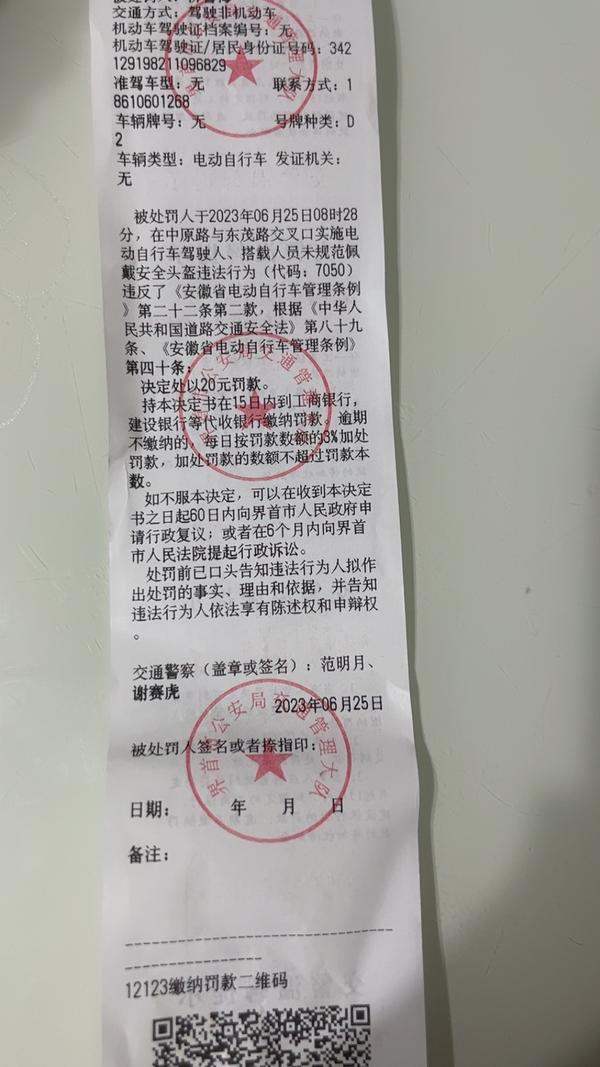 交通方式：驾驶非机动车
机动车驾驶证档案编号：无
机动车驾驶证/居民身份证号码：342
129198211096829
准驾车型：无 联系方式：1
8610601268
车辆牌号：无 号牌种类：D
2
车辆类型：电动自行车 发证机关：
无
被处罚人于2023年06月25日08时28
分，在中原路与东茂路交叉口实施电
动自行车驾驶人、搭载人员未规范佩
戴安全头盔违法行为（代码：7050）
违反了《安徽省电动自行车管理条例
》第二十二条第二款，根据《中华人
民共和国道路交通安全法》第八十九
条、《安徽省电动自行车管理条例》
第四十条；
决定处以20元罚款。
持本决定书在15日内到工商银行，
建设银行等代收银行缴纳罚款。逾期
不缴纳的，每日按罚款数额的3%加处
罚款，加处罚款的数额不超过罚款本
数。
如不服本决定，可以在收到本决定
书之日起60日内向界首市人民政府申
请行政复议；或者在6个月内向界首
市人民法院提起行政诉讼。
处罚前已口头告知违法行为人拟作
出处罚的事实、理由和依据，并告知
违法行为人依法享有陈述权和申辩权
。
交通警察（盖章或签名）：范明月、
谢赛虎
2023年06月25日
界首市公安局交通管理大队
被处罚人签名或者捺指印：
日期： 年 月 日
备注：
12123缴纳罚款二维码